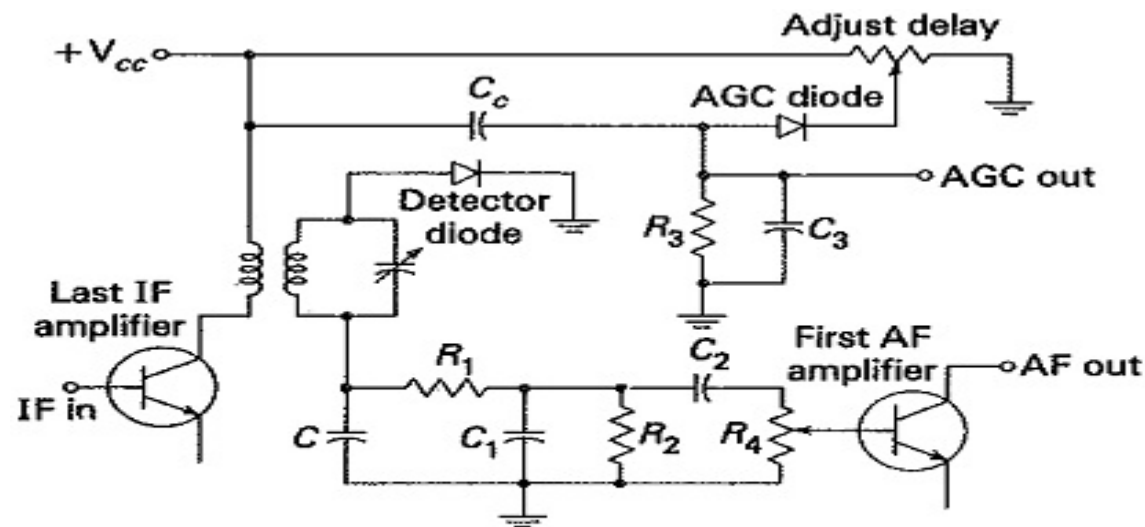 Adjust delay
+ Vcc
Cc
AGC diode
AGC out
Detector
diode
R3
C3
Last IF
amplifier
First AF
amplifier
R1
C2
AF out
IF in
C
C1
R2
R4